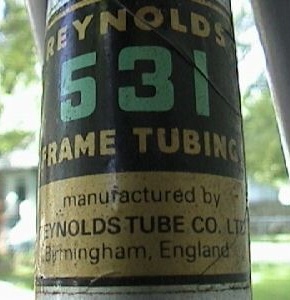 REYNOLDS
531
FRAME TUBING
manufactured by
REYNOLDS TUBE CO. LTD
Birmingham, England